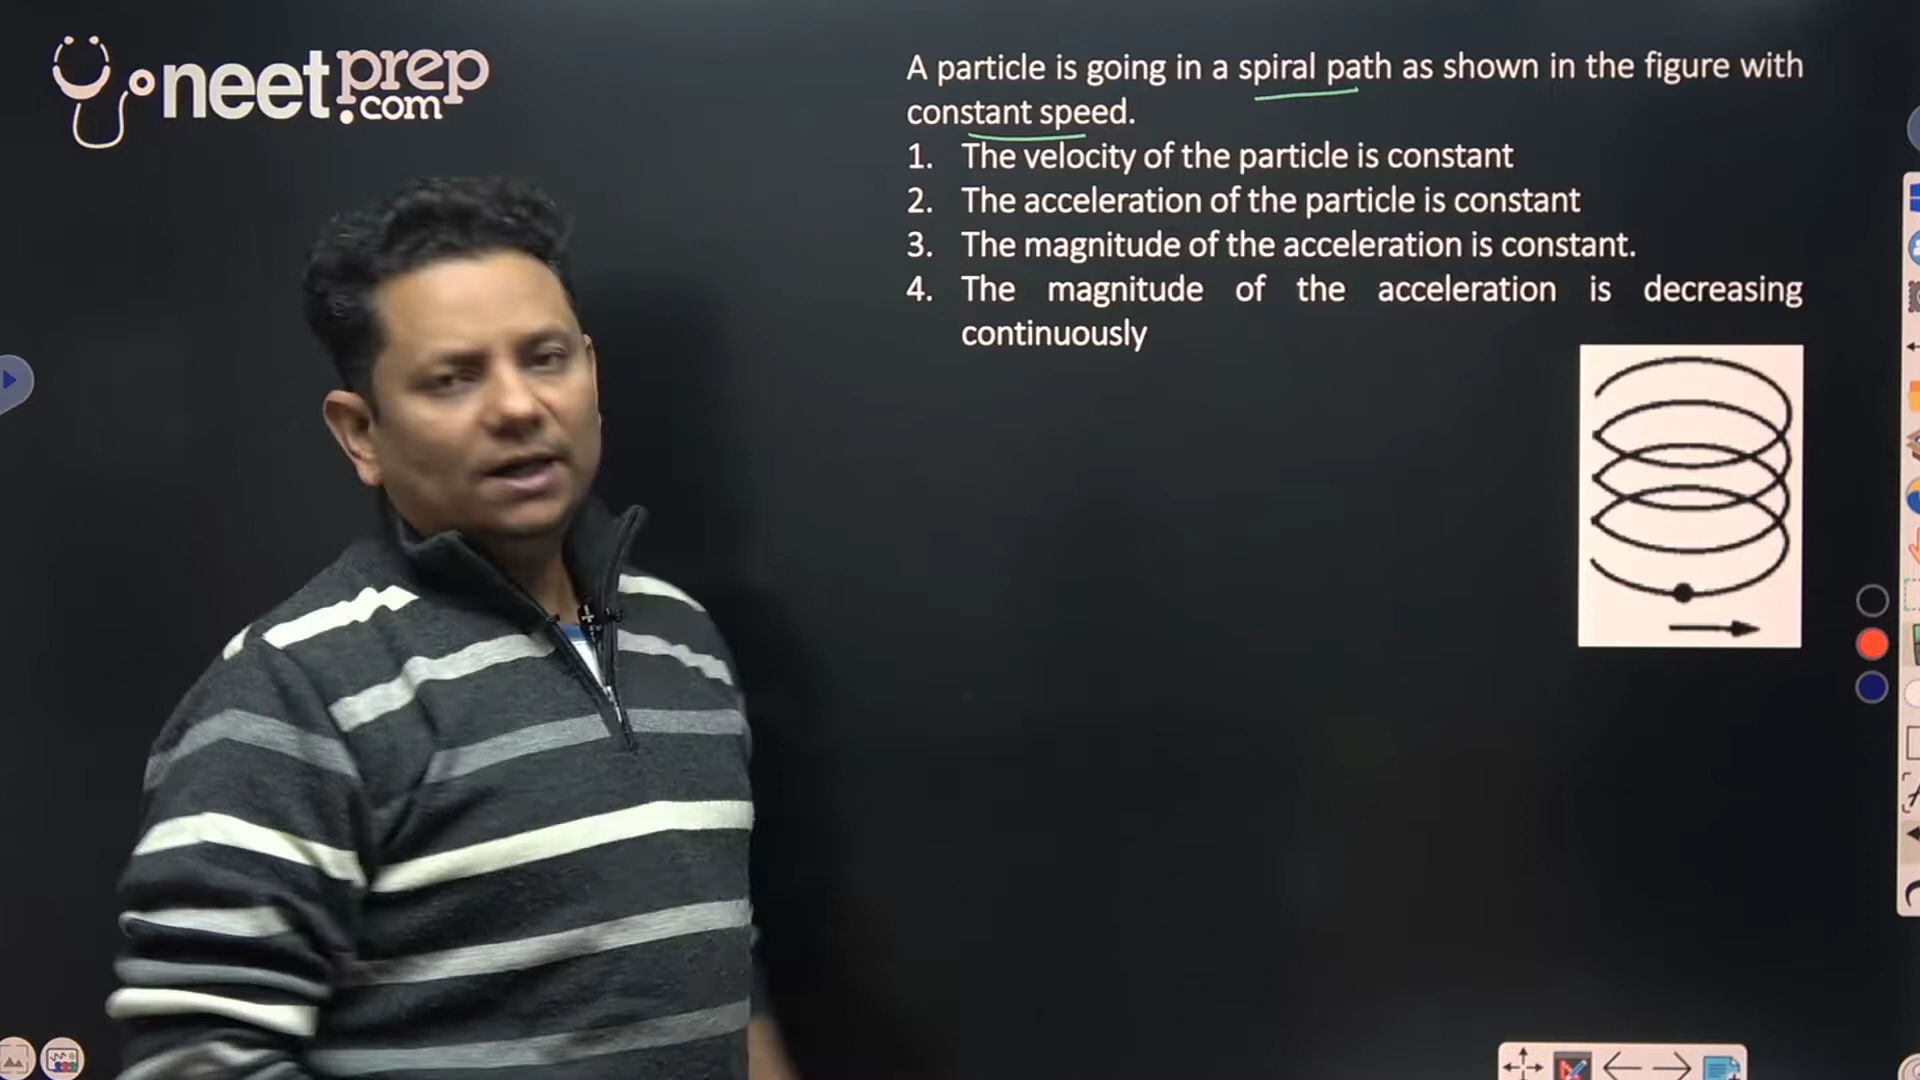 neetprep
.com
A particle is going in a spiral path as shown in the figure with
constant speed.
1. The velocity of the particle is constant
2. The acceleration of the particle is constant
3. The magnitude of the acceleration is constant.
4. The magnitude of the acceleration is decreasing
continuously